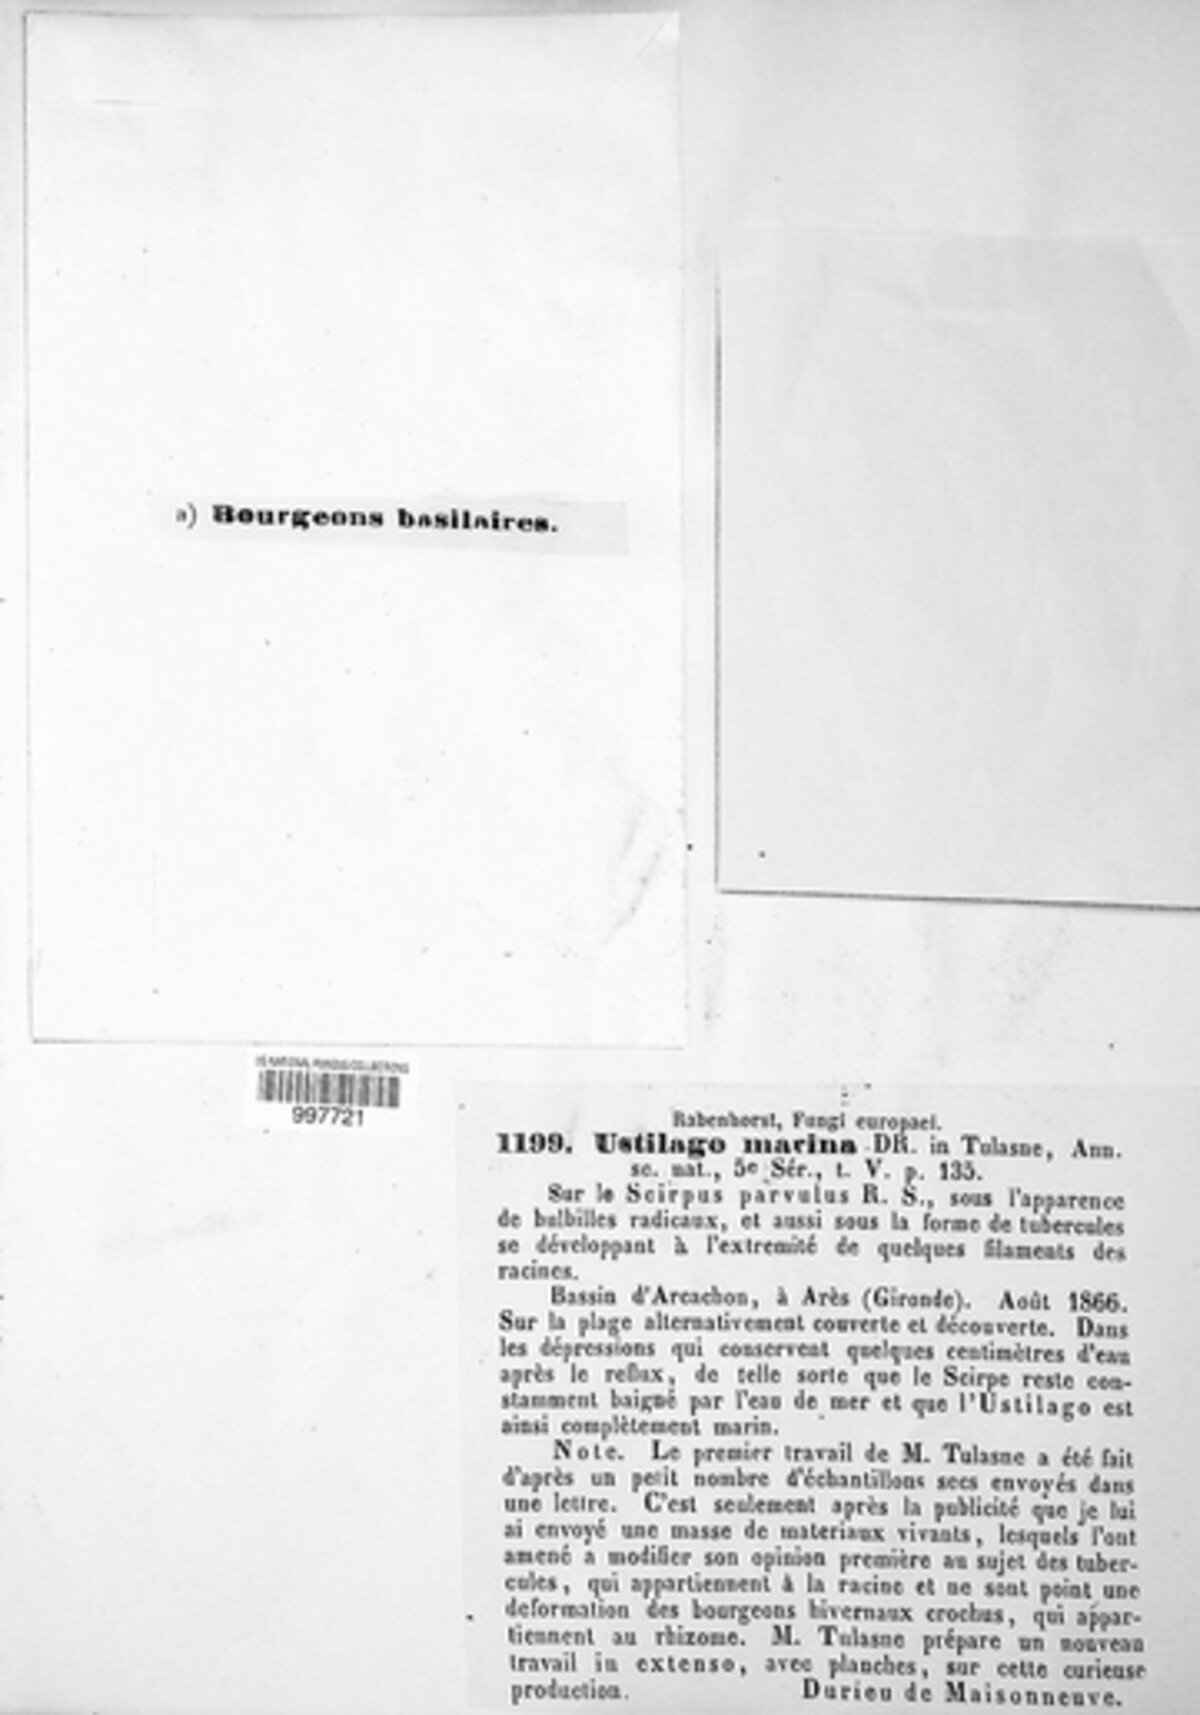 a) Bourgeons basilaires.
US NATIONAL FUNGUS COLLECTIONS
997721
Rabenhorst, Fungi europaei.
1199. Ustilago marina DR. in Tulasne, Ann.
sc. nat., 5e Sér., t. V. p. 135.
Sur le Scirpus parvulus R. S., sous l'apparence
de bulbilles radicaux, et aussi sous la forme de tubercules
se développant à l'extremité de quelques filaments des
racines.
Bassin d'Arcachon, à Arès (Gironde). Août 1866.
Sur la plage alternativement couverte et découverte. Dans
les dépressions qui conservent quelques centimètres d'eau
après le reflux, de telle sorte que le Scirpe reste con-
stamment baigné par l'eau de mer et que l'Ustilago est
ainsi complètement marin.
Note. Le premier travail de M. Tulasne a été fait
d'après un petit nombre d'échantillons secs envoyés dans
une lettre. C'est seulement après la publicité que je lui
ai envoyé une masse de materiaux vivants, lesquels l'ont
amené a modifier son opinion première au sujet des tuber-
cules, qui appartiennent à la racine et ne sont point une
deformation des bourgeons hivernaux crochus, qui appar-
tiennent au rhizome. M. Tulasne prépare un nouveau
travail in extenso, avec planches, sur cette curieuse
production. Durieu de Maisonneuve.